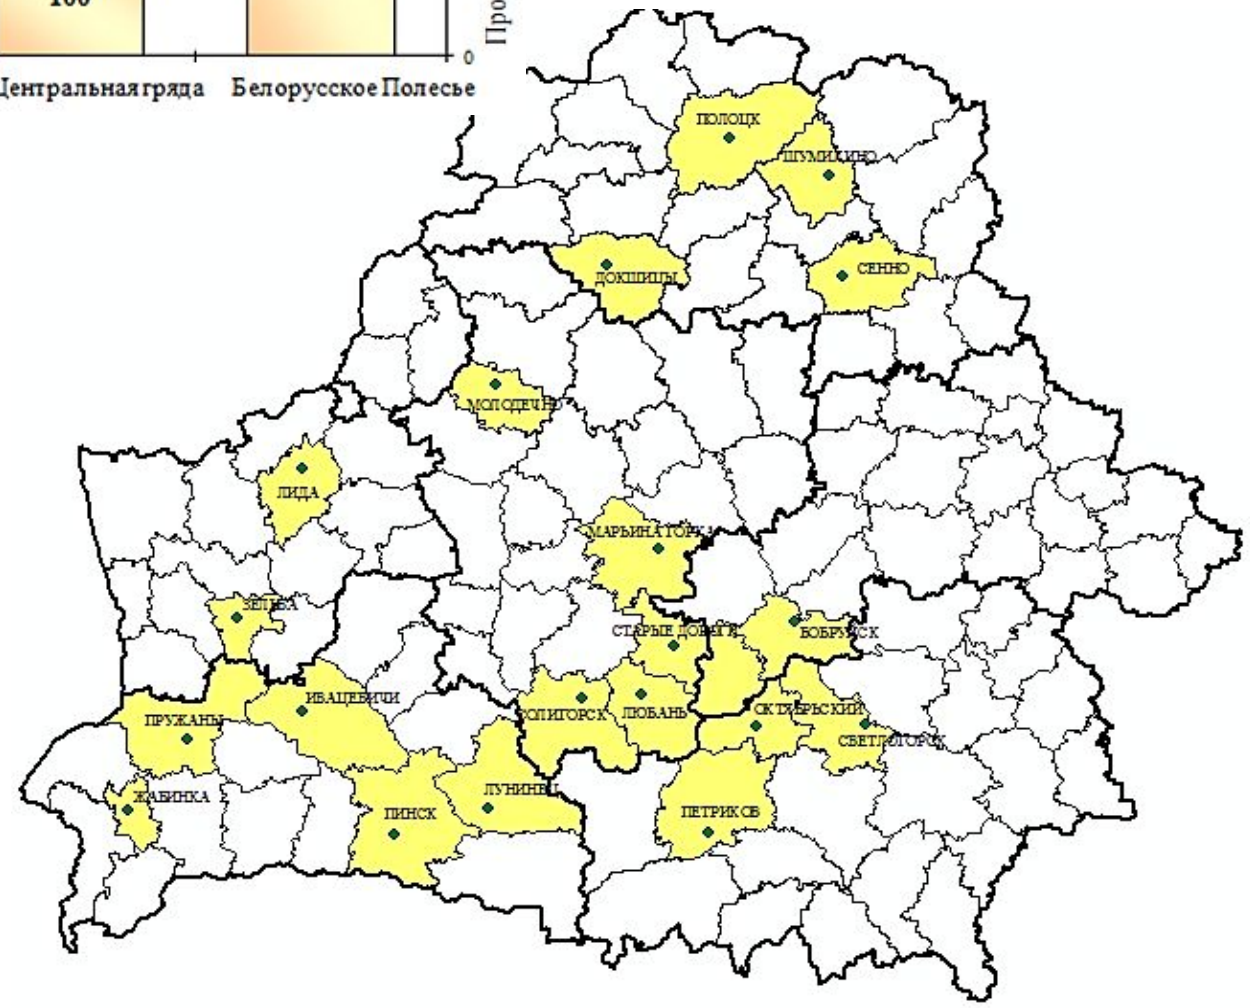 100
Про
0
Центральная гряда
Белорусское Полесье
ПОЛОЦК
ШУМИЛИНО
ДОКШИЦЫ
СЕННО
МОЛОДЕЧНО
ЛИДА
МАРЬИНА ГОРКА
ЗЕЛЬВА
СТАРЫЕ ДОРОГИ
БОБРУЙСК
ИВАЦЕВИЧИ
ПРУЖАНЫ
СОЛИГОРСК
ЛЮБАНЬ
ОКТЯБРЬСКИЙ
СВЕТЛОГОРСК
ЖАБИНКА
ЛУНИНЕЦ
ПИНСК
ПЕТРИКОВ